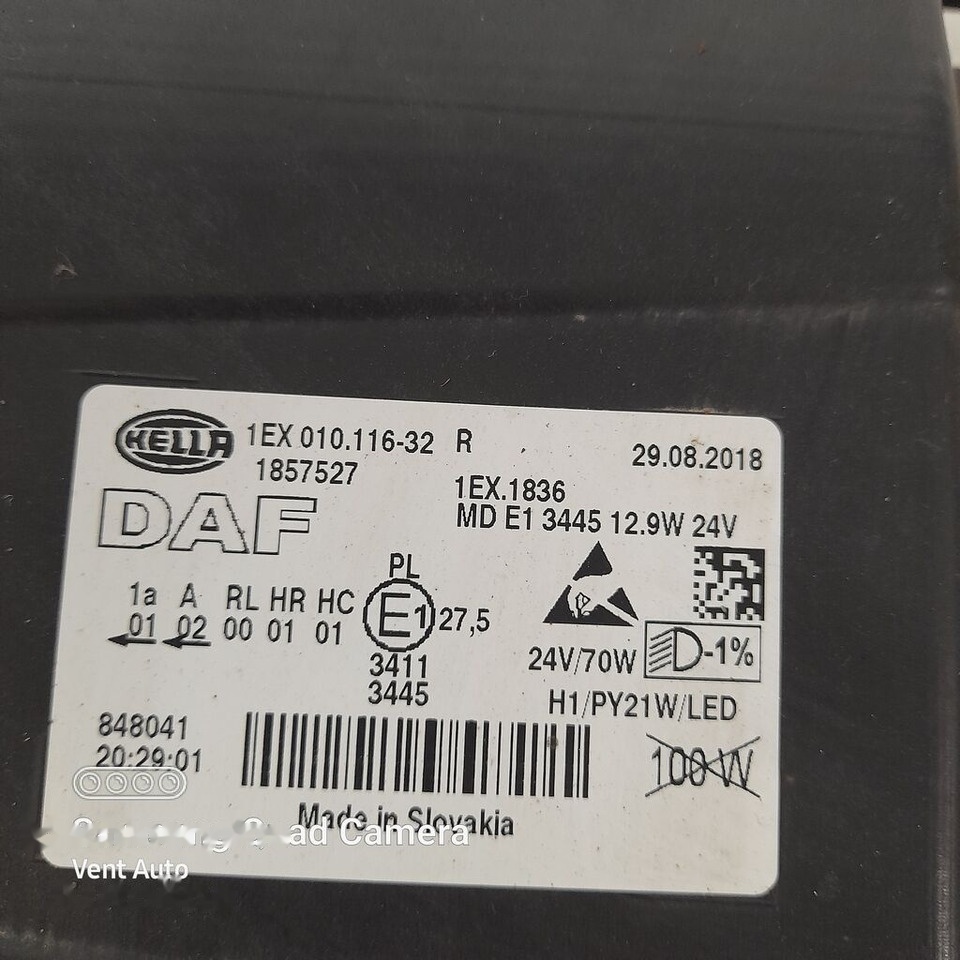 HELLA 1EX 010.116-32 R 29.08.2018
1857527
1EX.1836
DAF
MD E1 3445 12.9W 24V
PL
1a A RL HR HC
01 02 00 01 01
E1 27,5
3411
3445
24V/70W
D-1%
H1/PY21W/LED
848041
20:29:01
100 W
Made in Slovakia
Quad Camera
Vent Auto